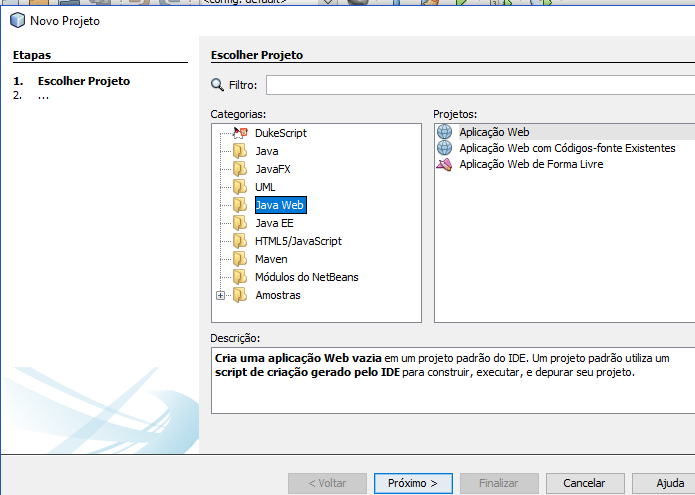 <config. default>
Novo Projeto
Etapas
1. Escolher Projeto
2. ...
Escolher Projeto
Filtro:
Categorias:
DukeScript
Java
JavaFX
UML
Java Web
Java EE
HTML5/JavaScript
Maven
Módulos do NetBeans
Amostras
Projetos:
Aplicação Web
Aplicação Web com Códigos-fonte Existentes
Aplicação Web de Forma Livre
Descrição:
Cria uma aplicação Web vazia em um projeto padrão do IDE. Um projeto padrão utiliza um
script de criação gerado pelo IDE para construir, executar, e depurar seu projeto.
< Voltar
Próximo >
Finalizar
Cancelar
Ajuda